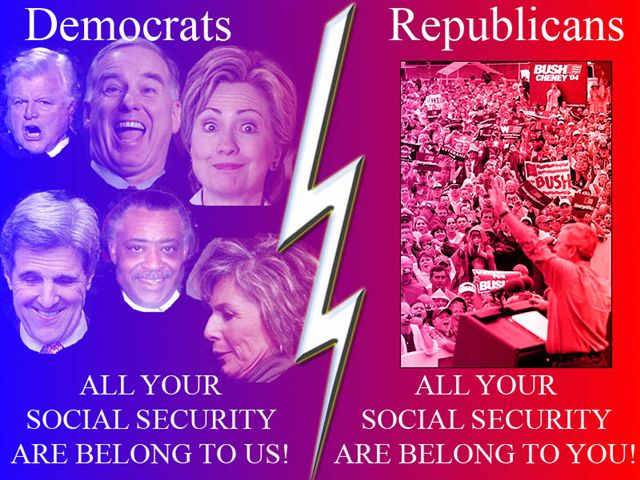 Democrats
Republicans
BUSH
CHENEY '04
BUSH
BUSH
ALL YOUR
SOCIAL SECURITY
ARE BELONG TO US!
ALL YOUR
SOCIAL SECURITY
ARE BELONG TO YOU!